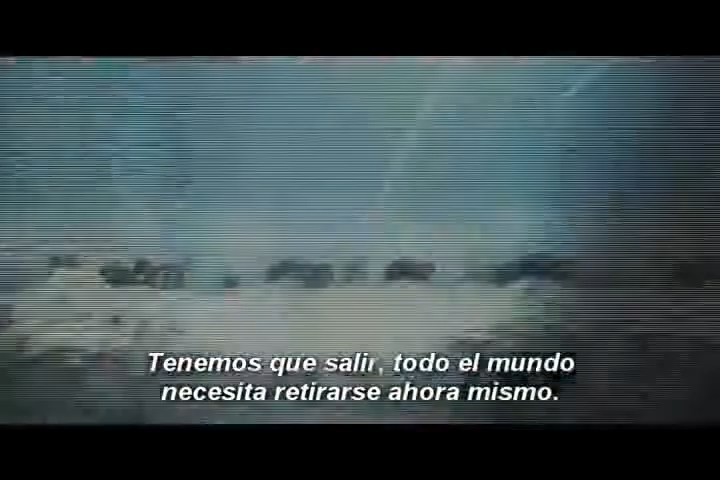 Tenemos que salir, todo el mundo
necesita retirarse ahora mismo.